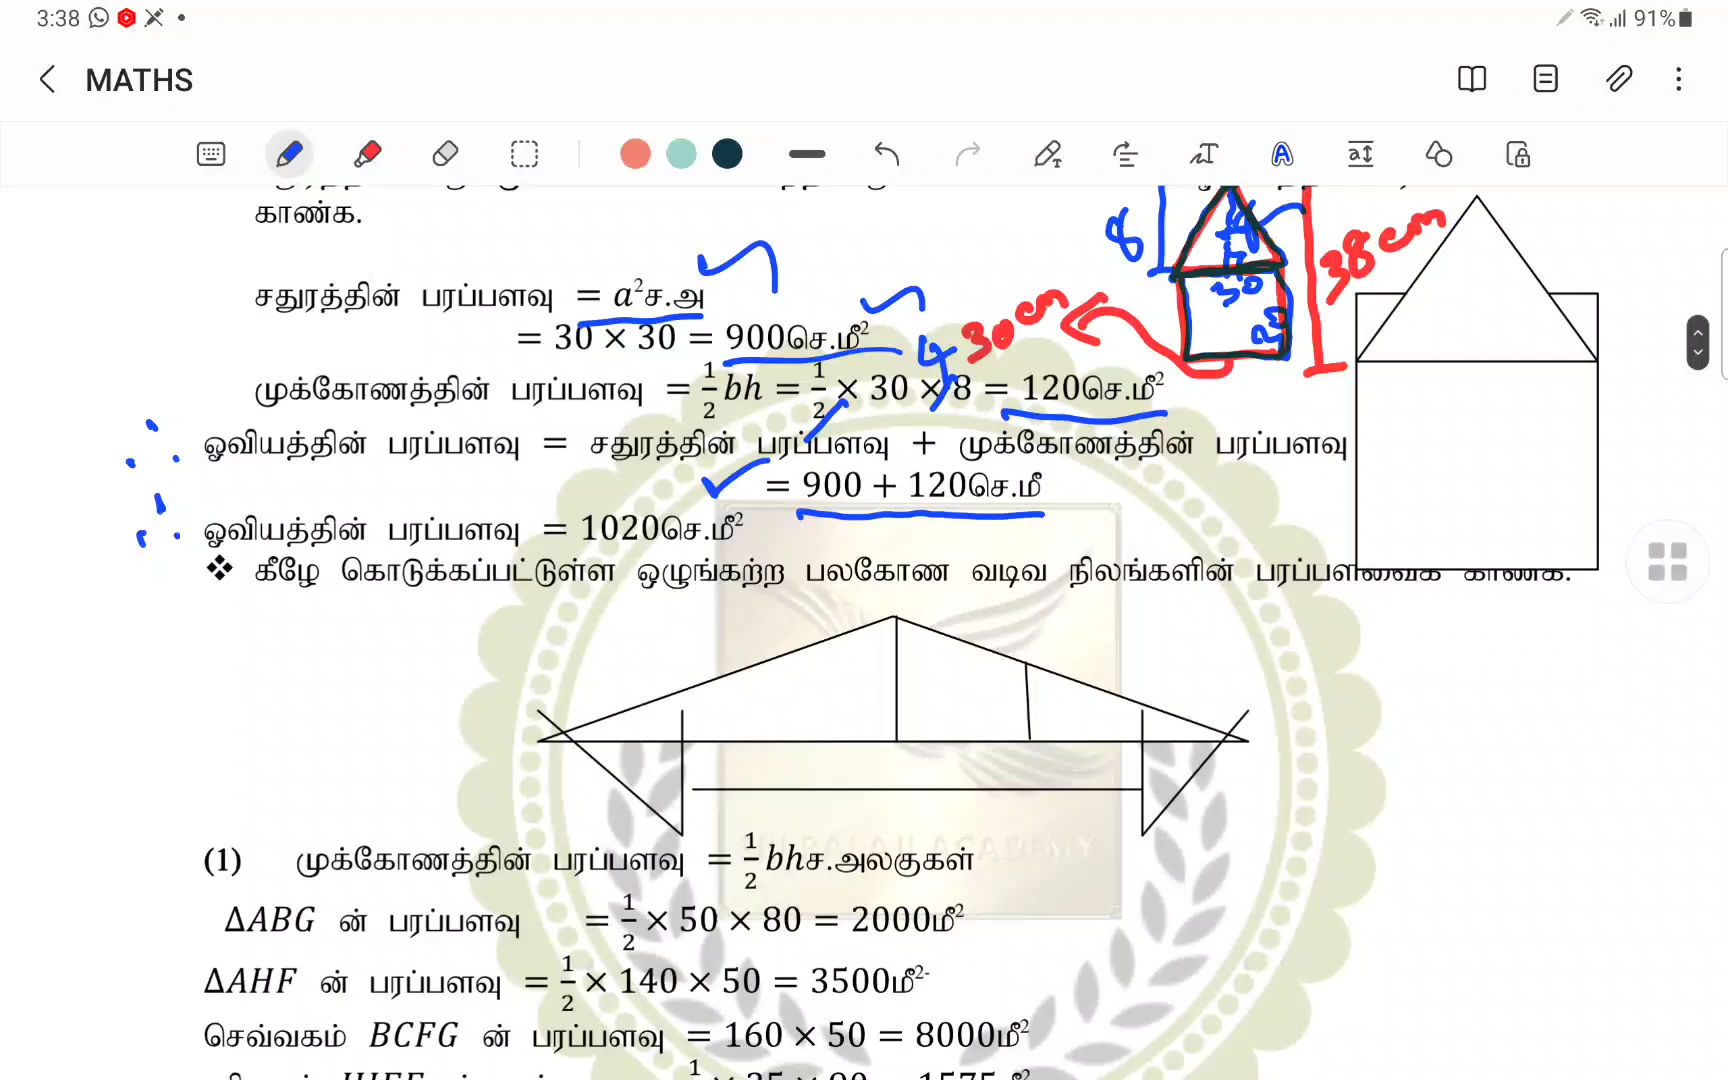 3:38 91%
MATHS
காண்க.
8
38cm
30
30cm
சதுரத்தின் பரப்பளவு = a²ச.அ
= 30 × 30 = 900செ.மீ²
4
முக்கோணத்தின் பரப்பளவு = 1/2 bh = 1/2 × 30 × 8 = 120செ.மீ²
ஓவியத்தின் பரப்பளவு = சதுரத்தின் பரப்பளவு + முக்கோணத்தின் பரப்பளவு
= 900 + 120செ.மீ
ஓவியத்தின் பரப்பளவு = 1020செ.மீ²
❖ கீழே கொடுக்கப்பட்டுள்ள ஒழுங்கற்ற பலகோண வடிவ நிலங்களின் பரப்பளவைக் காண்க.
(1) முக்கோணத்தின் பரப்பளவு = 1/2 bhச.அலகுகள்
ΔABG ன் பரப்பளவு = 1/2 × 50 × 80 = 2000மீ²
ΔAHF ன் பரப்பளவு = 1/2 × 140 × 50 = 3500மீ²-
செவ்வகம் BCFG ன் பரப்பளவு = 160 × 50 = 8000மீ²